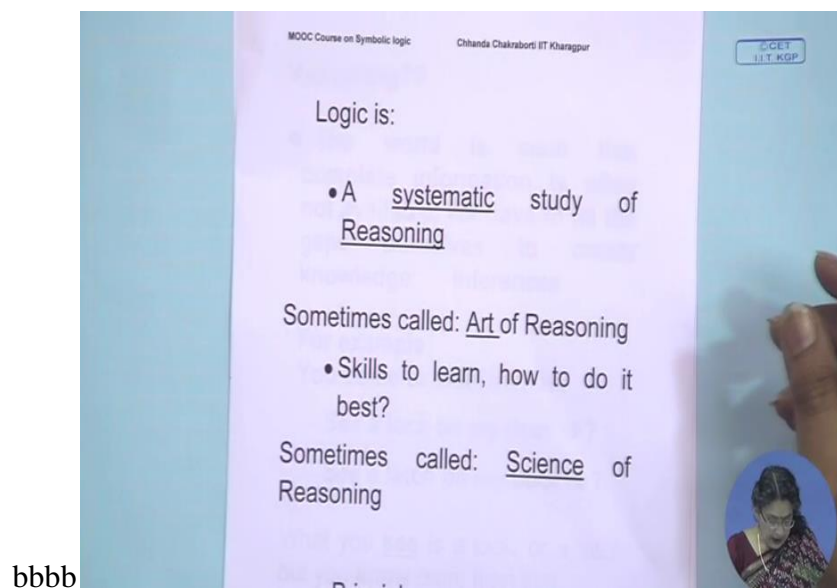 MOOC Course on Symbolic logic Chhanda Chakraborti IIT Kharagpur
©CET
I.I.T KGP
Logic is:
•A systematic study of
Reasoning
Sometimes called: Art of Reasoning
•Skills to learn, how to do it
best?
Sometimes called: Science of
Reasoning
bbbb